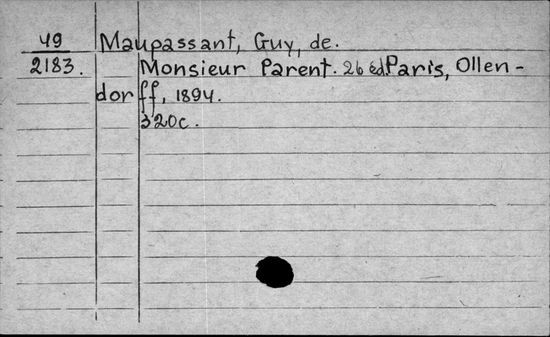 49 Maupassant, Guy, de.
2183. Monsieur Parent. 26 éd. Paris, Ollen-
dorff, 1894.
320c.